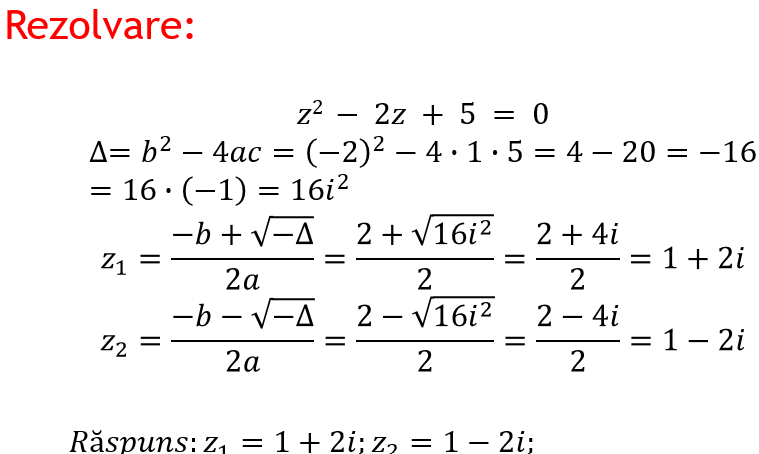 Rezolvare:
z² − 2z + 5 = 0
Δ= b² − 4ac = (−2)² − 4 · 1 · 5 = 4 − 20 = −16
= 16 · (−1) = 16i²
z₁ = (−b + √(−Δ))/(2a) = (2 + √(16i²))/2 = (2 + 4i)/2 = 1 + 2i
z₂ = (−b − √(−Δ))/(2a) = (2 − √(16i²))/2 = (2 − 4i)/2 = 1 − 2i
Răspuns: z₁ = 1 + 2i; z₂ = 1 − 2i;